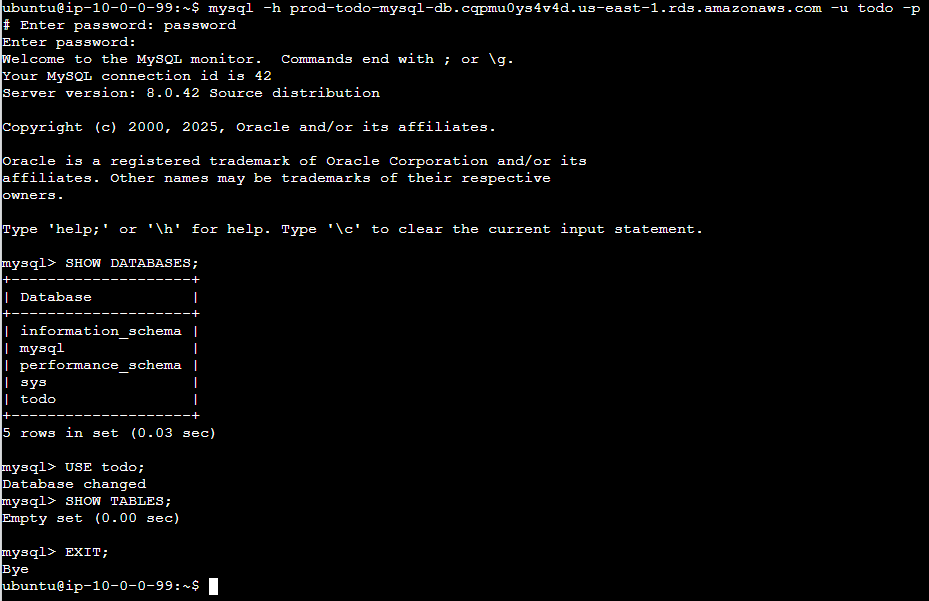 ubuntu@ip-10-0-0-99:~$ mysql -h prod-todo-mysql-db.cqpmu0ys4v4d.us-east-1.rds.amazonaws.com -u todo -p
# Enter password: password
Enter password:
Welcome to the MySQL monitor.  Commands end with ; or \g.
Your MySQL connection id is 42
Server version: 8.0.42 Source distribution

Copyright (c) 2000, 2025, Oracle and/or its affiliates.

Oracle is a registered trademark of Oracle Corporation and/or its
affiliates. Other names may be trademarks of their respective
owners.

Type 'help;' or '\h' for help. Type '\c' to clear the current input statement.

mysql> SHOW DATABASES;
+--------------------+
| Database           |
+--------------------+
| information_schema |
| mysql              |
| performance_schema |
| sys                |
| todo               |
+--------------------+
5 rows in set (0.03 sec)

mysql> USE todo;
Database changed
mysql> SHOW TABLES;
Empty set (0.00 sec)

mysql> EXIT;
Bye
ubuntu@ip-10-0-0-99:~$